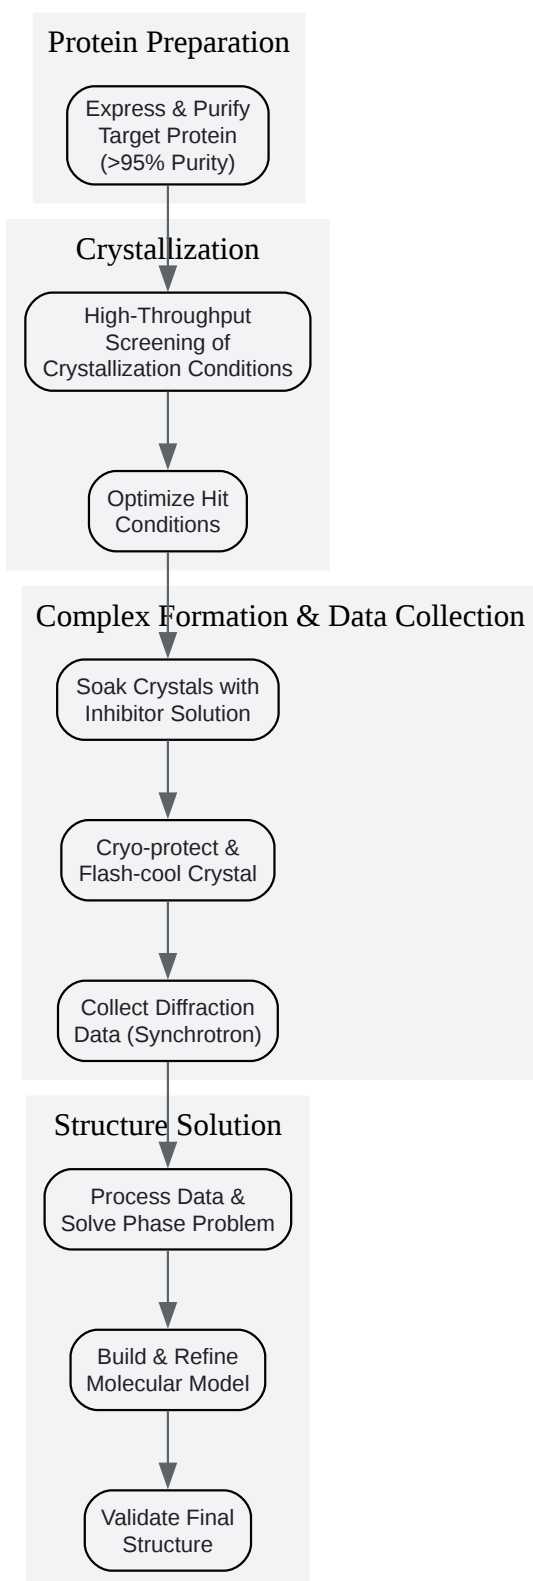 Protein Preparation
Express & Purify
Target Protein
(>95% Purity)
Crystallization
High-Throughput
Screening of
Crystallization Conditions
Optimize Hit
Conditions
Complex Formation & Data Collection
Soak Crystals with
Inhibitor Solution
Cryo-protect &
Flash-cool Crystal
Collect Diffraction
Data (Synchrotron)
Structure Solution
Process Data &
Solve Phase Problem
Build & Refine
Molecular Model
Validate Final
Structure